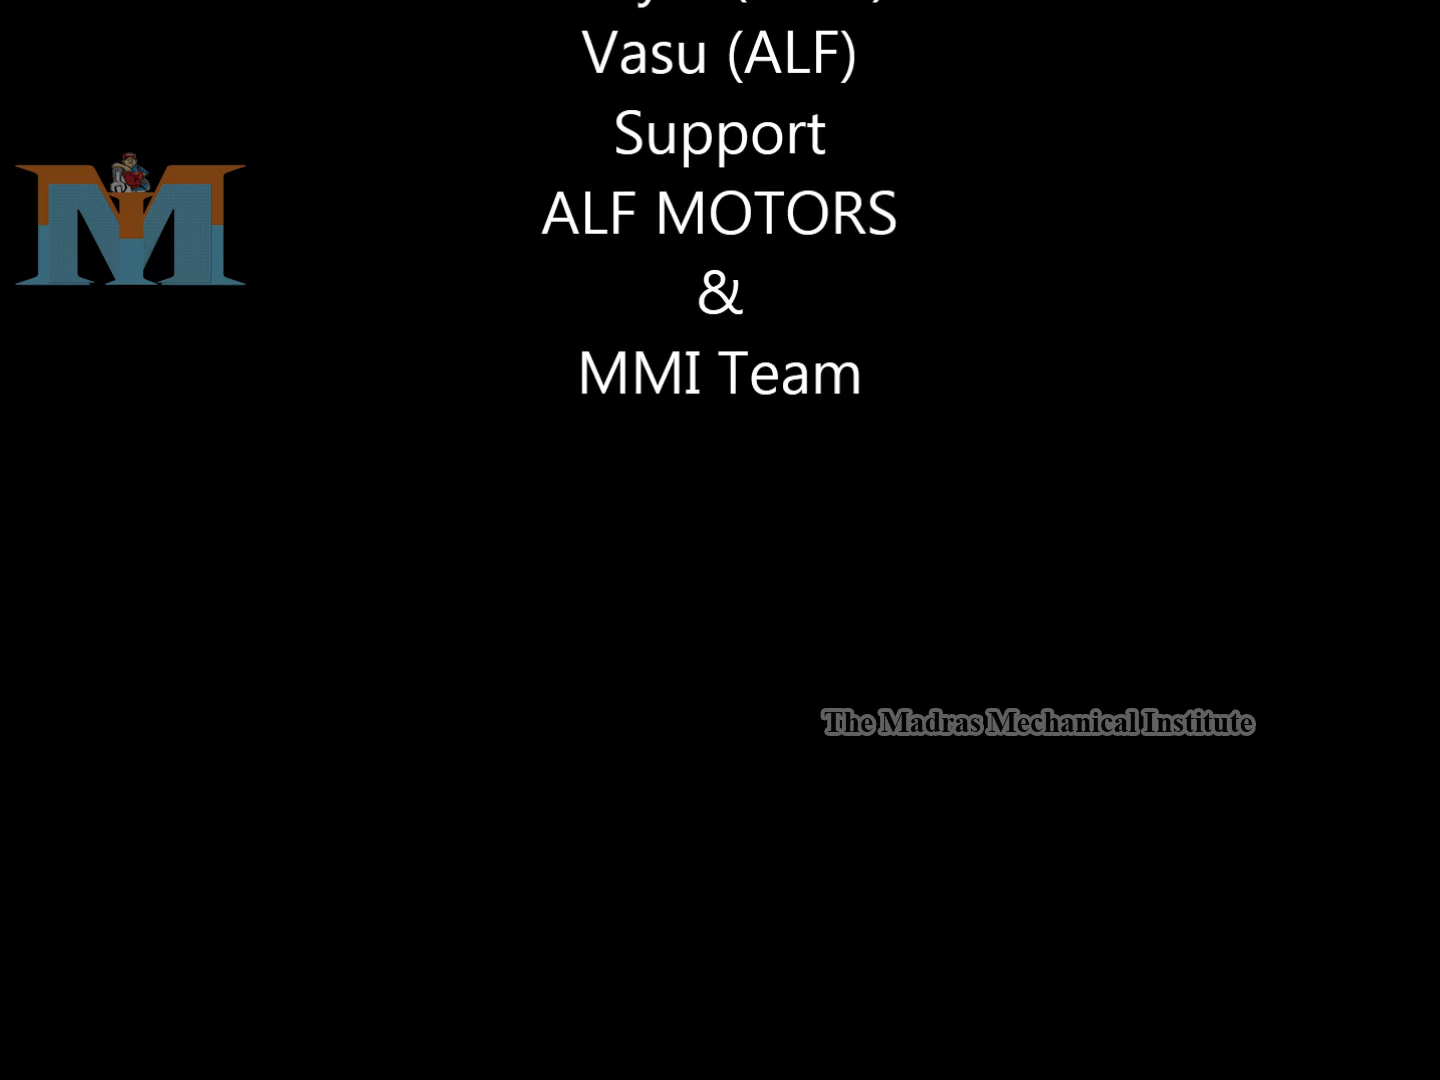 Vasu (ALF)
Support
ALF MOTORS
&
MMI Team
The Madras Mechanical Institute